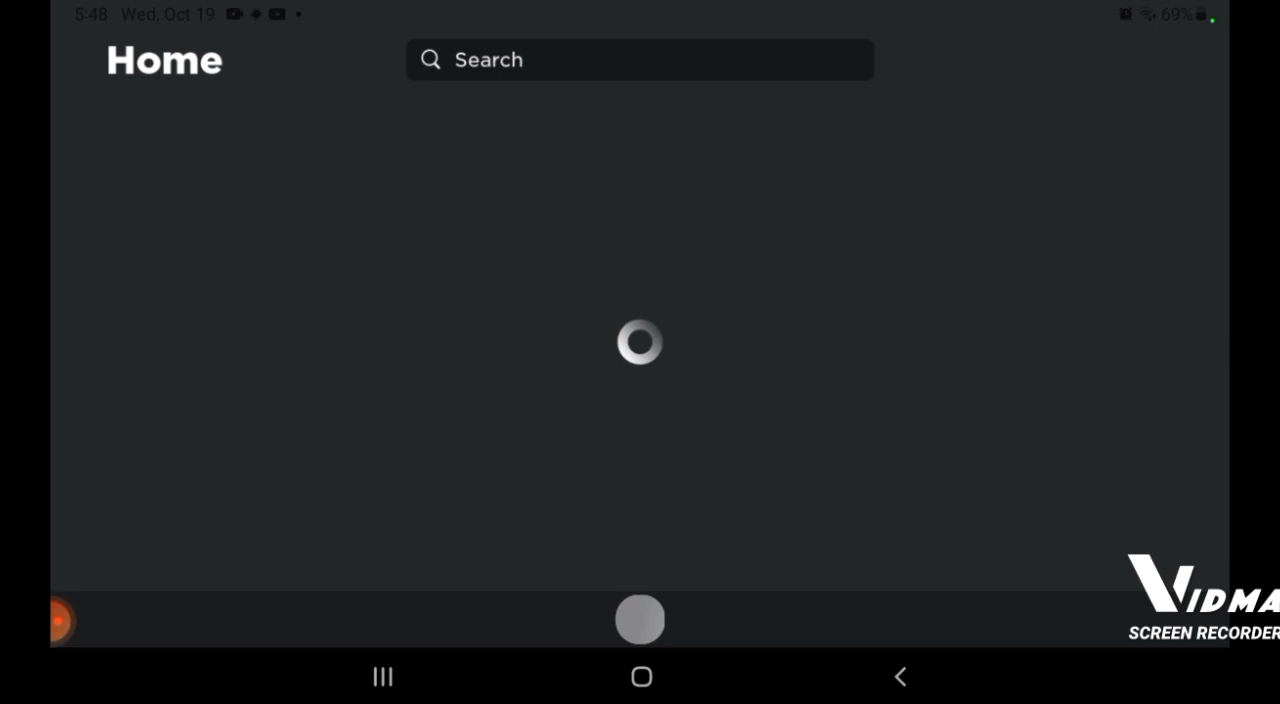 5:48 Wed, Oct 19
69%
Home
Search
VIDMA
SCREEN RECORDER